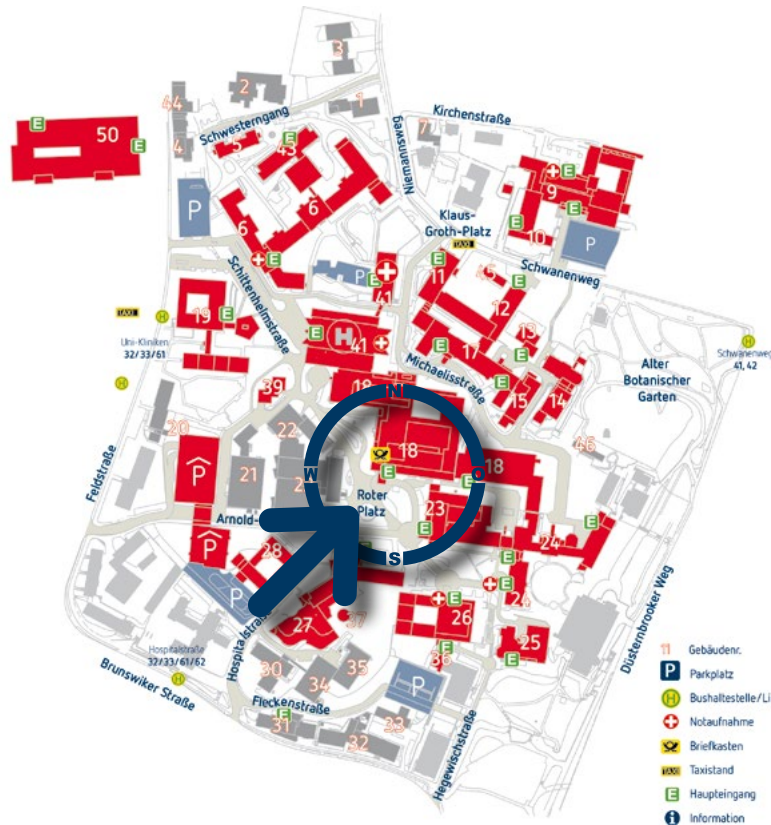 3
2
1
44
Kirchenstraße
Schwesterngang
7
50
4
5
43
Niemannsweg
9
6
P
6
Klaus-
Groth-Platz
TAXI
10
P
Schwanenweg
11
45
P
41
12
Schittenhelmstraße
19
13
TAXI
H
Uni-Kliniken
32/33/61
H
41
17
Michaelisstraße
H
Schwanenweg
41, 42
Alter
Botanischer
Garten
H
39
18
15
14
N
20
22
18
18
46
Feldstraße
P
21
W
O
Roter
Platz
23
Arnold-
24
S
P
28
P
24
Düsternbrooker Weg
27
37
26
25
Hospitalstraße
Hospitalstraße
32/33/61/62
H
30
35
36
34
P
Brunswiker Straße
Fleckenstraße
31
33
32
Hegewischstraße
11 Gebäudenr.
P Parkplatz
H Bushaltestelle/Li
Notaufnahme
Briefkasten
TAXI Taxistand
E Haupteingang
i Information